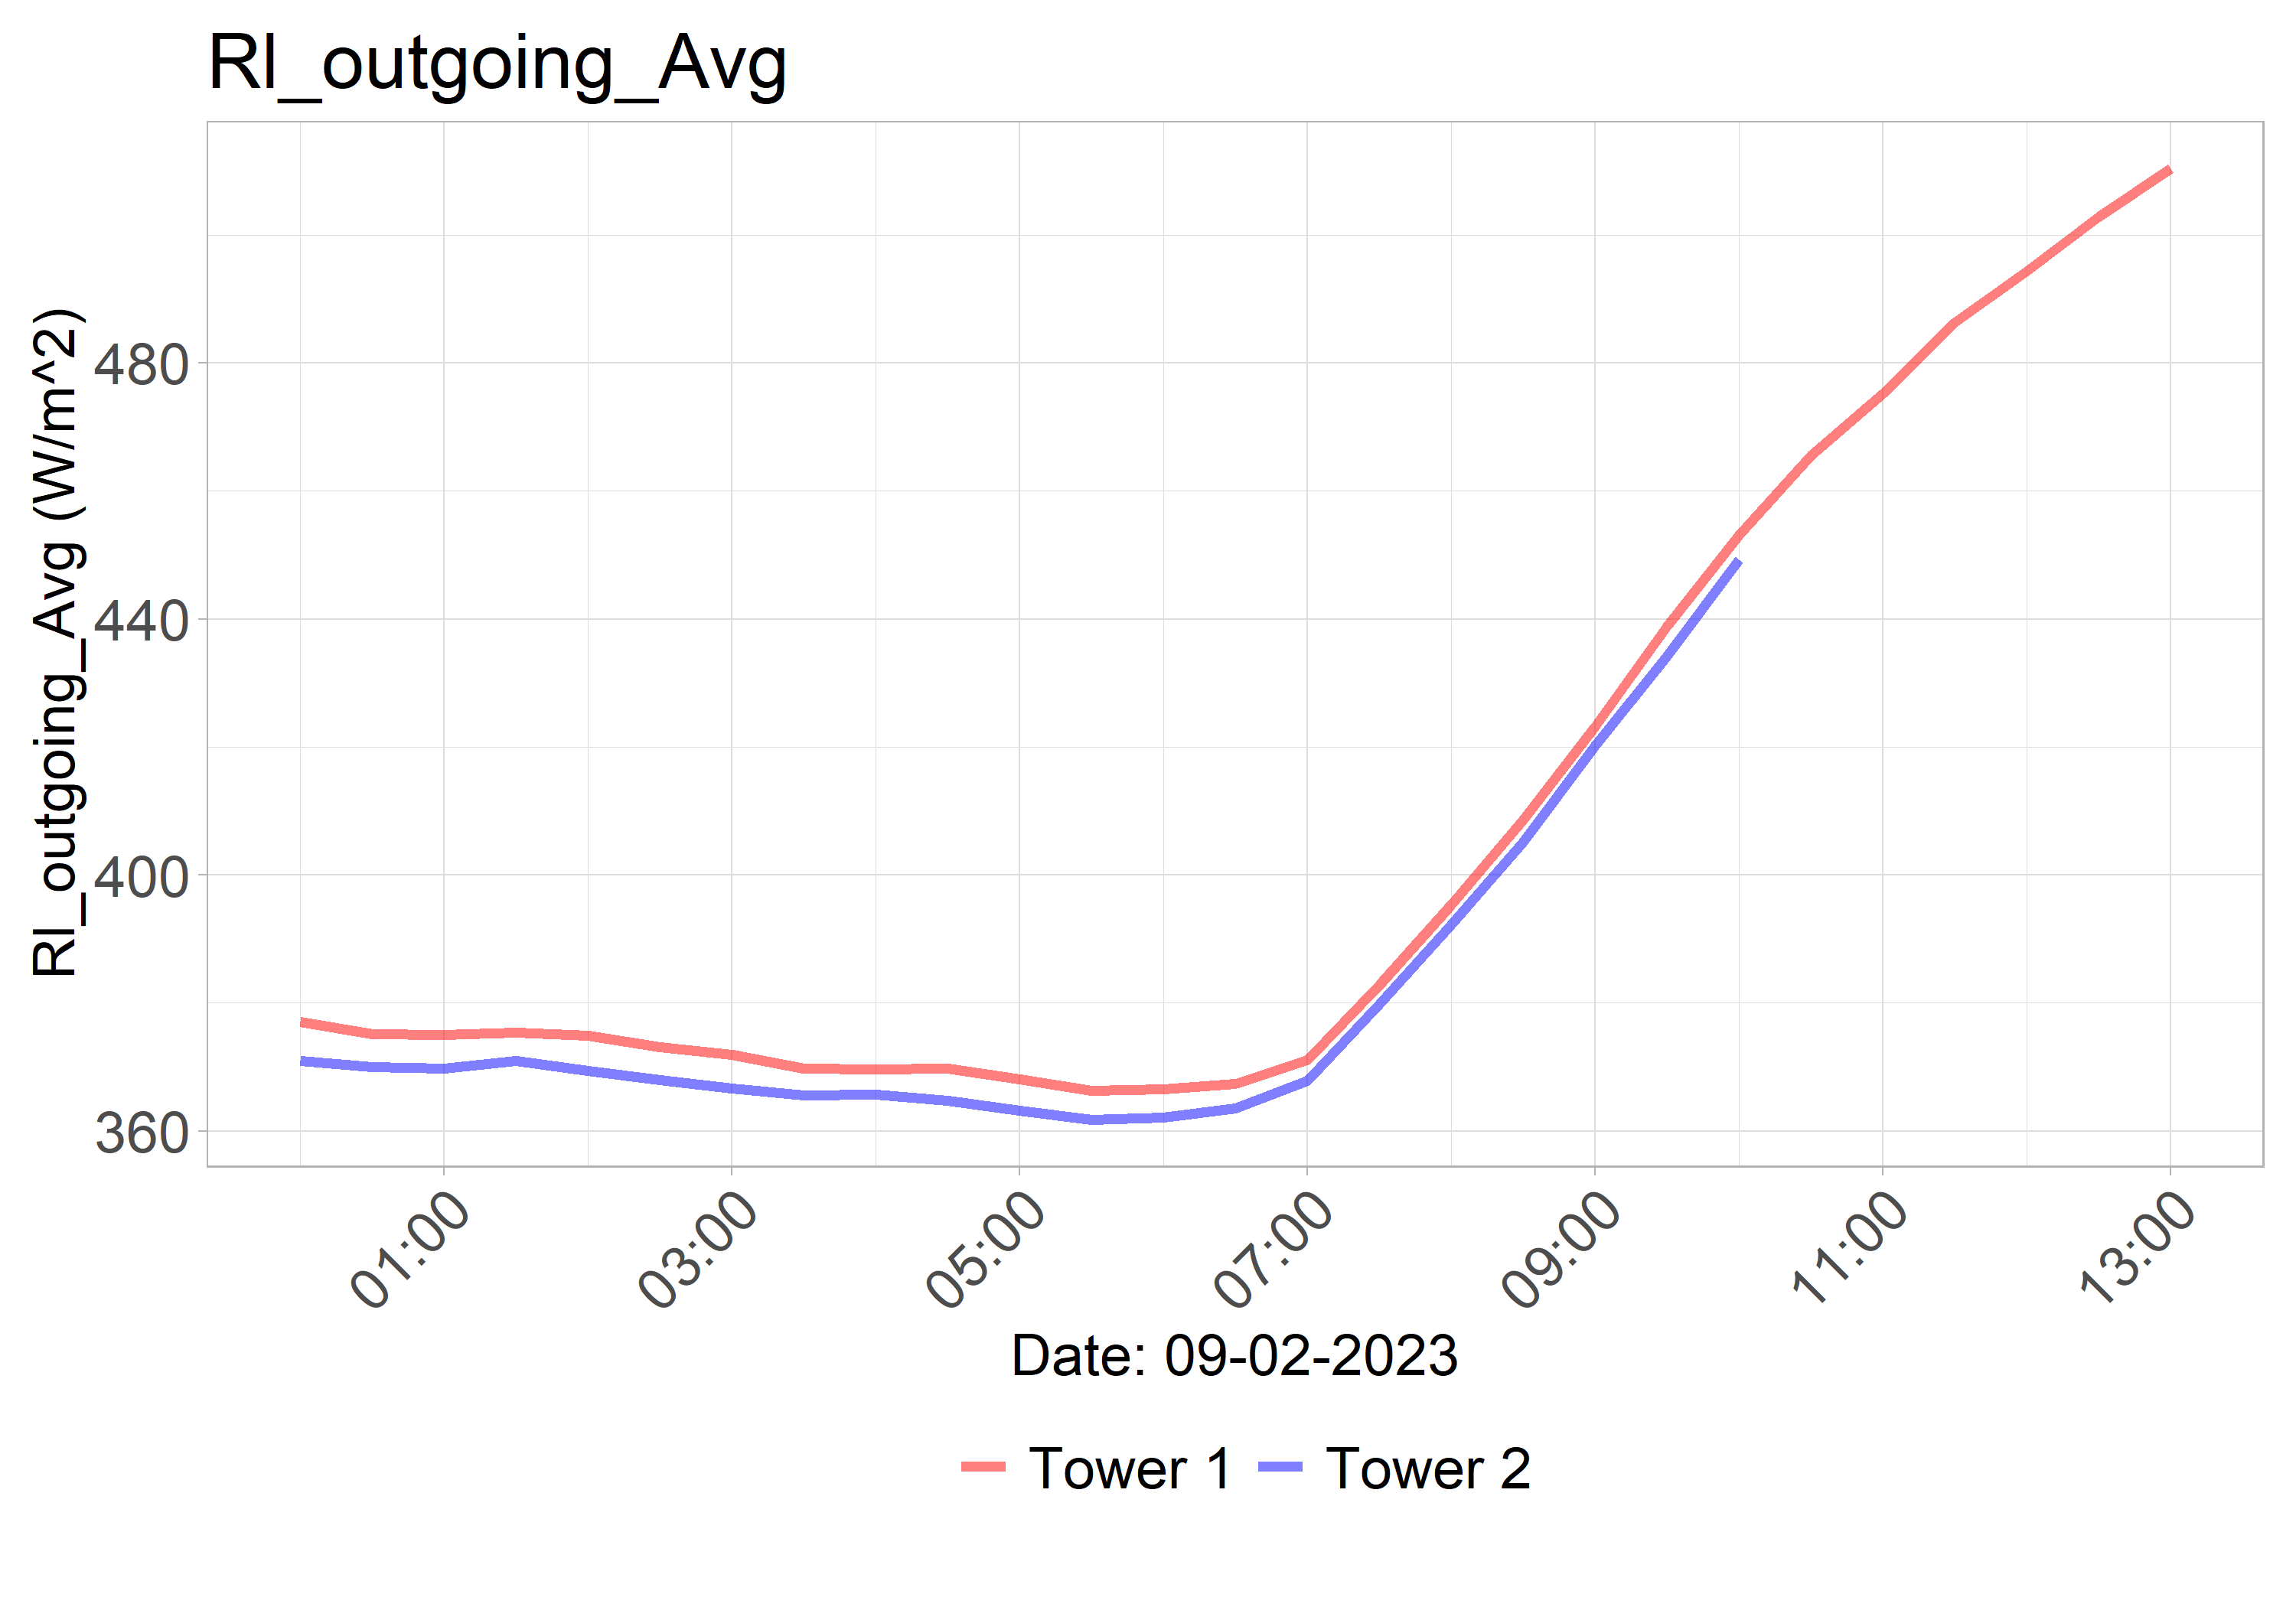 Rl_outgoing_Avg
Rl_outgoing_Avg (W/m^2)
480
440
400
360
01:00 03:00 05:00 07:00 09:00 11:00 13:00
Date: 09-02-2023
Tower 1 Tower 2